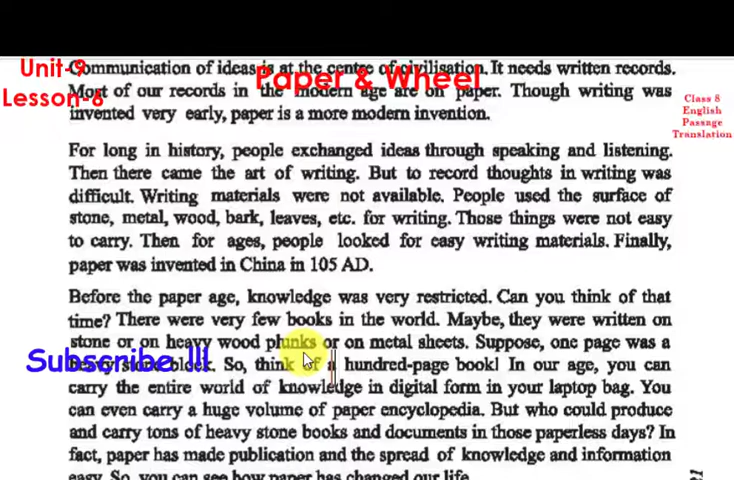 Unit-9
Lesson-6
Paper & Wheel
Class 8
English
Passage
Translation
Communication of ideas is at the centre of civilisation. It needs written records.
Most of our records in the modern age are on paper. Though writing was
invented very early, paper is a more modern invention.
For long in history, people exchanged ideas through speaking and listening.
Then there came the art of writing. But to record thoughts in writing was
difficult. Writing materials were not available. People used the surface of
stone, metal, wood, bark, leaves, etc. for writing. Those things were not easy
to carry. Then for ages, people looked for easy writing materials. Finally,
paper was invented in China in 105 AD.
Before the paper age, knowledge was very restricted. Can you think of that
time? There were very few books in the world. Maybe, they were written on
stone or on heavy wood plunks or on metal sheets. Suppose, one page was a
heavy stone block. So, think of a hundred-page book! In our age, you can
carry the entire world of knowledge in digital form in your laptop bag. You
can even carry a huge volume of paper encyclopedia. But who could produce
and carry tons of heavy stone books and documents in those paperless days? In
fact, paper has made publication and the spread of knowledge and information
easy. So, you can see how paper has changed our life.
Subscribe !!!